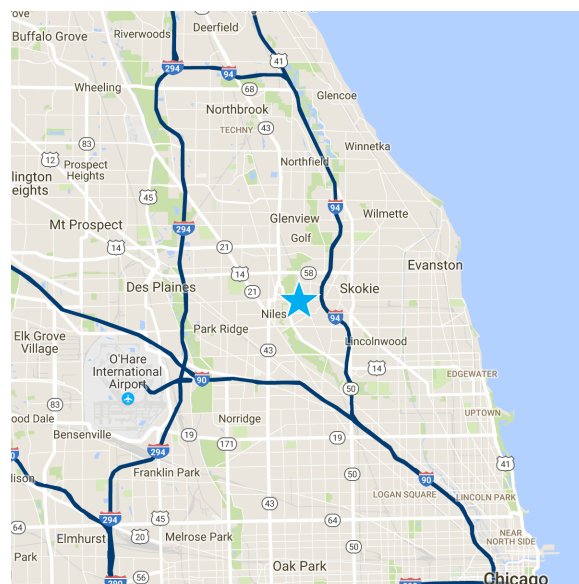 Deerfield
Riverwoods
Buffalo Grove
41
294
94
Wheeling
68
Glencoe
Northbrook
TECHNY
43
83
Winnetka
12
Prospect
Heights
Northfield
lington
eights
45
94
Wilmette
Glenview
Mt Prospect
294
Golf
14
21
Evanston
14
58
Des Plaines
21
Skokie
Niles
94
Park Ridge
Elk Grove
Village
Lincolnwood
43
O'Hare
International
Airport
14
EDGEWATER
90
50
83
UPTOWN
ood Dale
Norridge
Bensenville
19
171
19
294
41
Franklin Park
50
90
LOGAN SQUARE
LINCOLN PARK
43
294
45
64
64
NEAR
NORTH SIDE
Elmhurst
20
Melrose Park
50
Park
Oak Park
56
290
Chicago